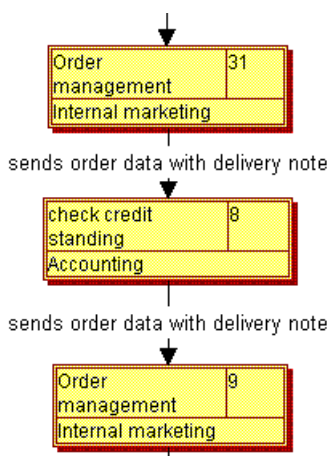 Order 31
management
Internal marketing
sends order data with delivery note
check credit 8
standing
Accounting
sends order data with delivery note
Order 9
management
Internal marketing